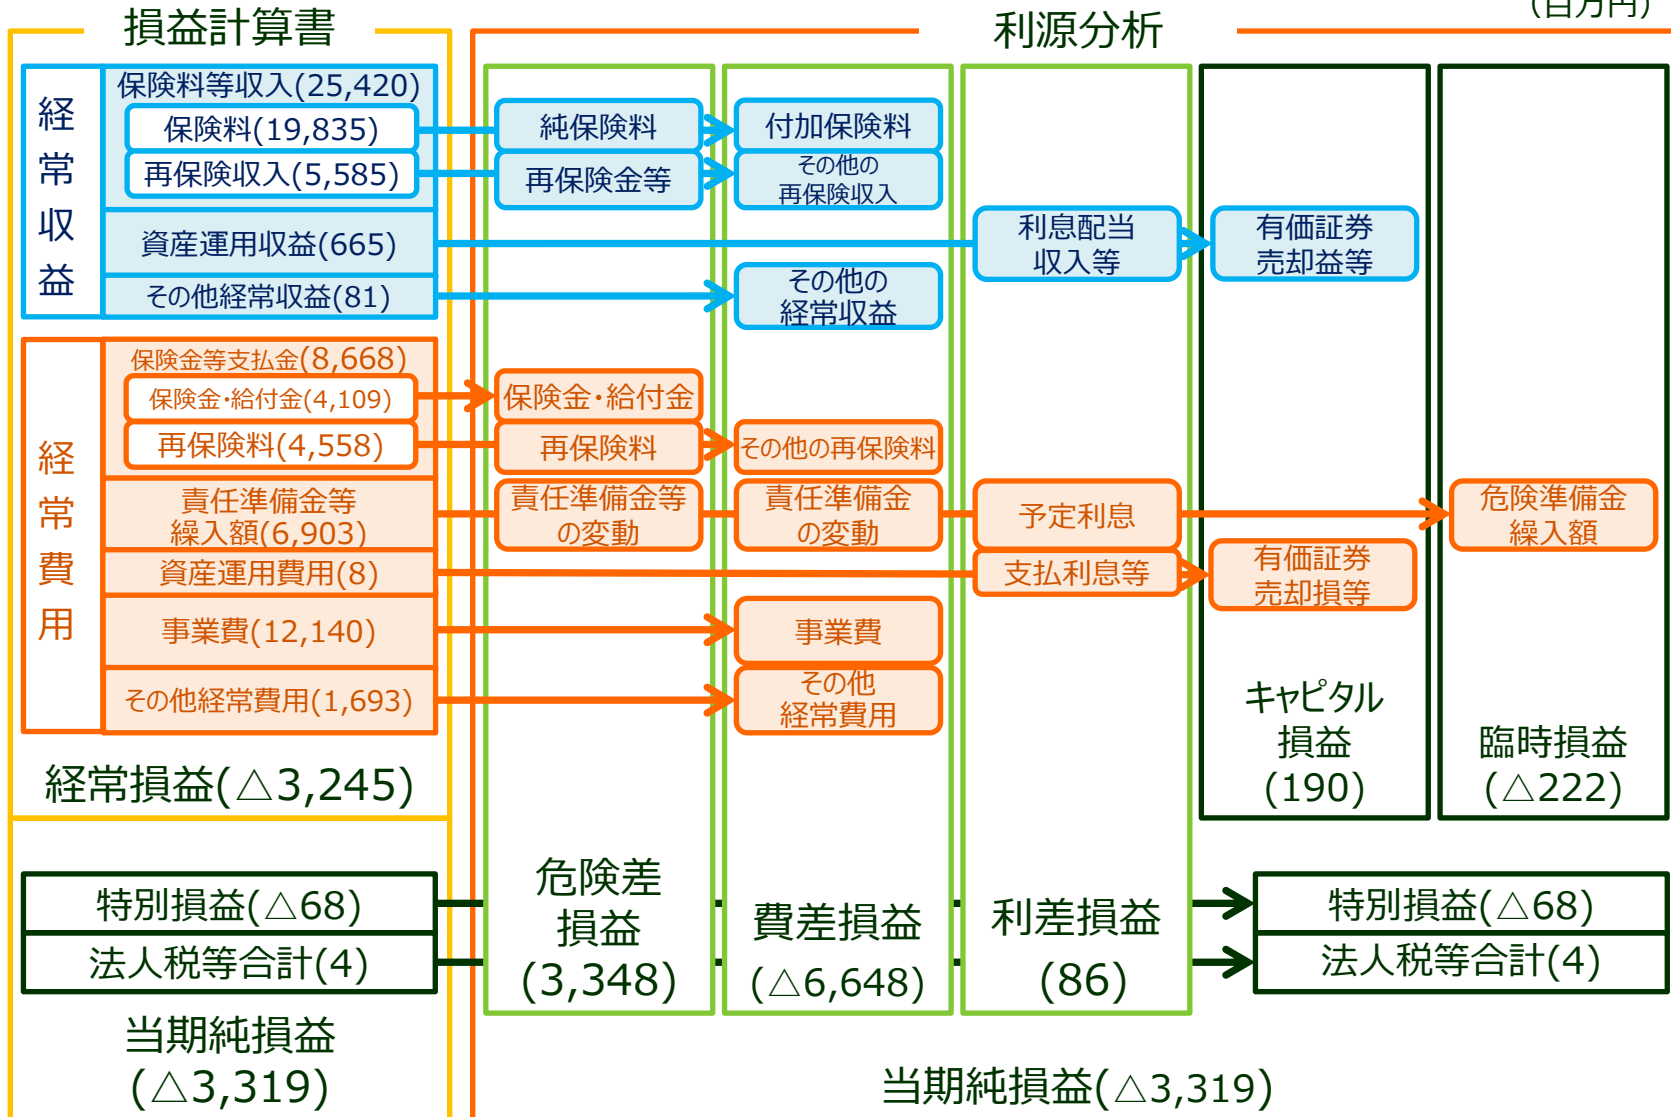 損益計算書
利源分析
(百万円)
経常収益
保険料等収入(25,420)
保険料(19,835)
再保険収入(5,585)
資産運用収益(665)
その他経常収益(81)
純保険料
付加保険料
再保険金等
その他の
再保険収入
利息配当
収入等
有価証券
売却益等
その他の
経常収益
経常費用
保険金等支払金(8,668)
保険金・給付金(4,109)
再保険料(4,558)
責任準備金等
繰入額(6,903)
資産運用費用(8)
事業費(12,140)
その他経常費用(1,693)
保険金・給付金
再保険料
その他の再保険料
責任準備金等
の変動
責任準備金
の変動
予定利息
危険準備金
繰入額
支払利息等
有価証券
売却損等
事業費
その他
経常費用
経常損益(△3,245)
キャピタル
損益
(190)
臨時損益
(△222)
特別損益(△68)
法人税等合計(4)
危険差
損益
(3,348)
費差損益
(△6,648)
利差損益
(86)
特別損益(△68)
法人税等合計(4)
当期純損益
(△3,319)
当期純損益(△3,319)